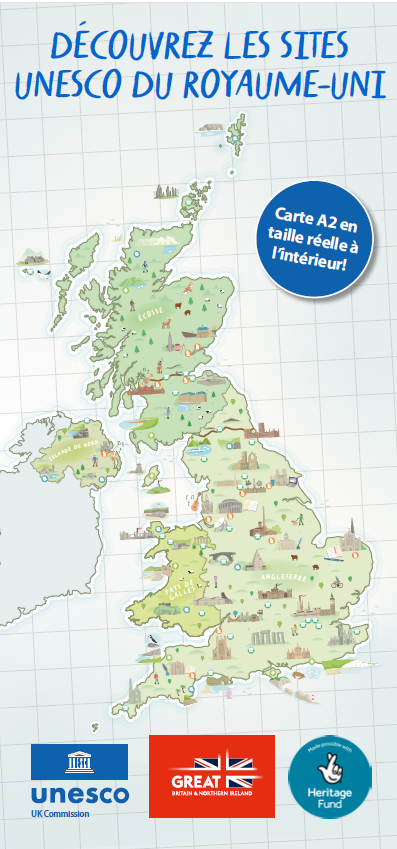 DÉCOUVREZ LES SITES
UNESCO DU ROYAUME-UNI
Carte A2 en
taille réelle à
l'intérieur!
ÉCOSSE
IRLANDE DU NORD
PAYS DE
GALLES
ANGLETERRE
unesco
UK Commission
GREAT
BRITAIN & NORTHERN IRELAND
Made possible with
Heritage
Fund